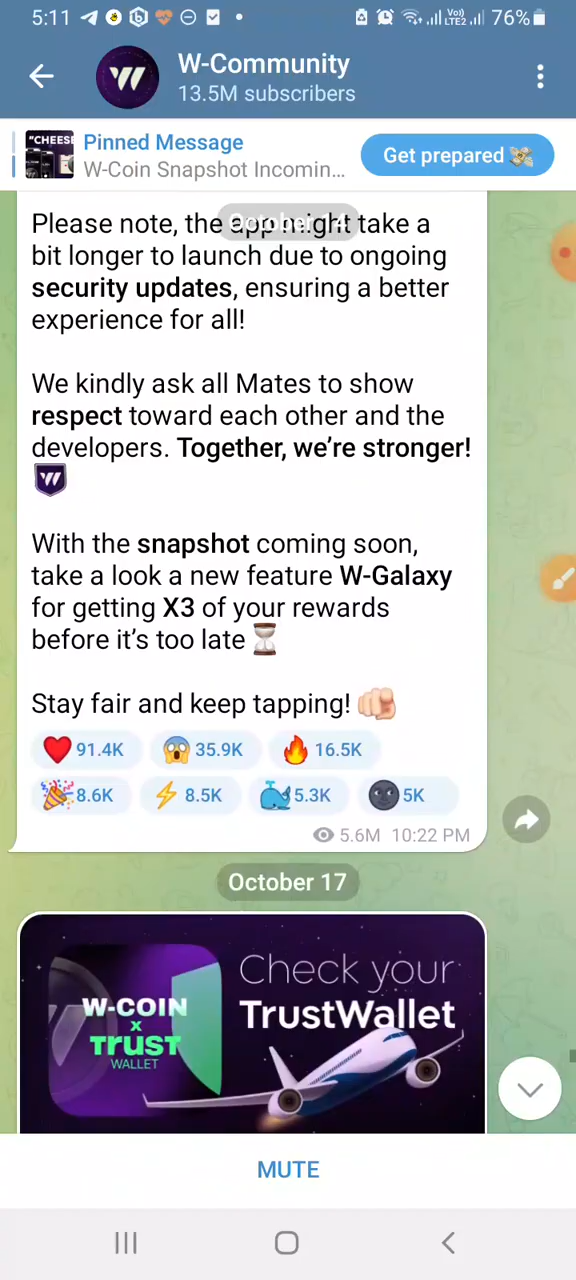 5:11
VoLTE2 76%
W-Community
13.5M subscribers
"CHEESE
Pinned Message
W-Coin Snapshot Incomin...
Get prepared 💸
Please note, the app might take a
bit longer to launch due to ongoing
security updates, ensuring a better
experience for all!
We kindly ask all Mates to show
respect toward each other and the
developers. Together, we're stronger!
With the snapshot coming soon,
take a look a new feature W-Galaxy
for getting X3 of your rewards
before it's too late ⏳
Stay fair and keep tapping! 🫵🏻
❤️ 91.4K 😱 35.9K 🔥 16.5K
🎉 8.6K ⚡ 8.5K 🐳 5.3K 🌚 5K
5.6M 10:22 PM
October 17
Check your
TrustWallet
W-COIN
X
TRUST
WALLET
MUTE